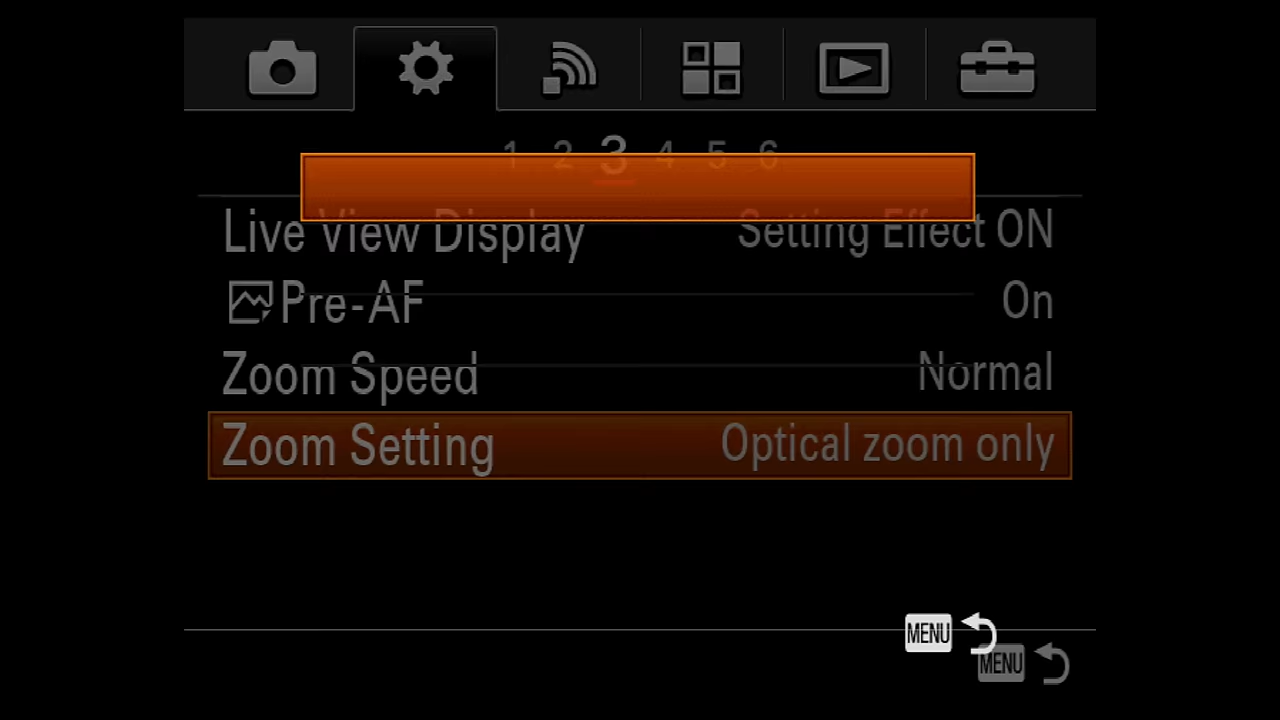 1 2 3 4 5 6
Live View Display Setting Effect ON
Pre-AF On
Zoom Speed Normal
Zoom Setting Optical zoom only
MENU
MENU